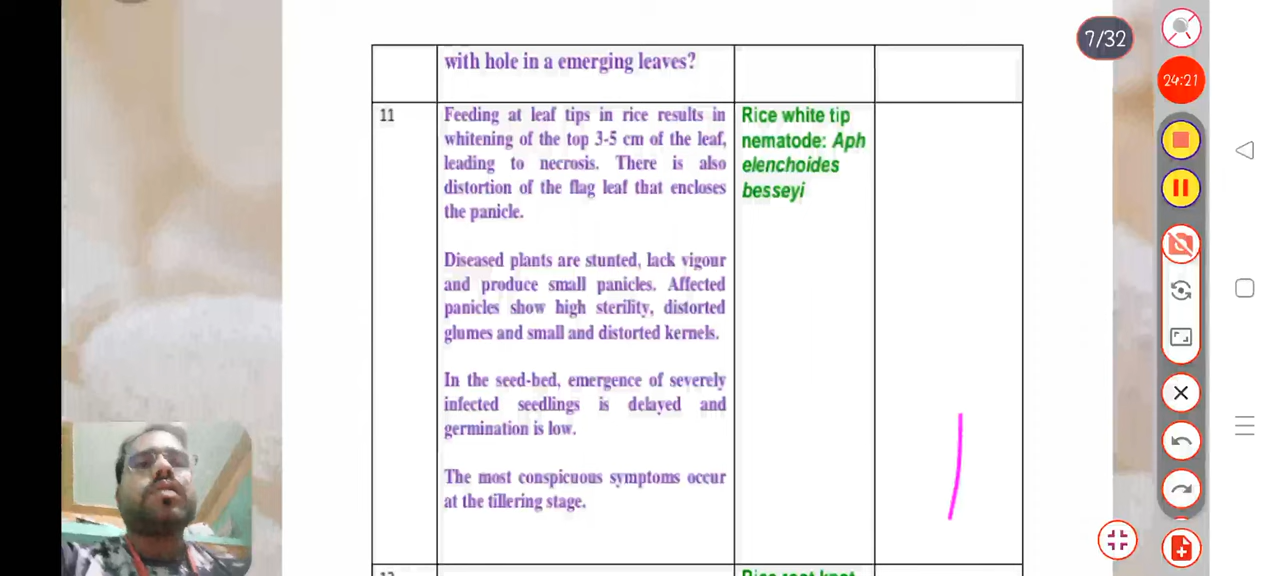 with hole in a emerging leaves?
7/32
24:21
11
Feeding at leaf tips in rice results in
whitening of the top 3-5 cm of the leaf,
leading to necrosis. There is also
distortion of the flag leaf that encloses
the panicle.
Diseased plants are stunted, lack vigour
and produce small panicles. Affected
panicles show high sterility, distorted
glumes and small and distorted kernels.
In the seed-bed, emergence of severely
infected seedlings is delayed and
germination is low.
The most conspicuous symptoms occur
at the tillering stage.
Rice white tip
nematode: Aph
elenchoides
besseyi
12
Rice root knot